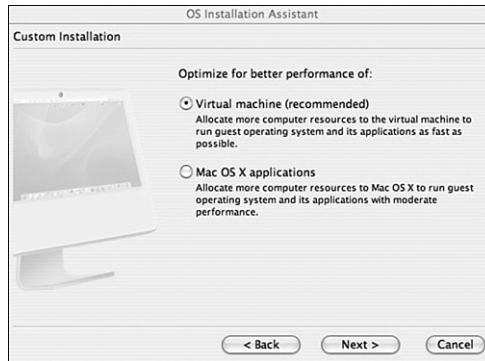 OS Installation Assistant
Custom Installation
Optimize for better performance of:
Virtual machine (recommended)
Allocate more computer resources to the virtual machine to
run guest operating system and its applications as fast as
possible.
Mac OS X applications
Allocate more computer resources to Mac OS X to run guest
operating system and its applications with moderate
performance.
< Back
Next >
Cancel